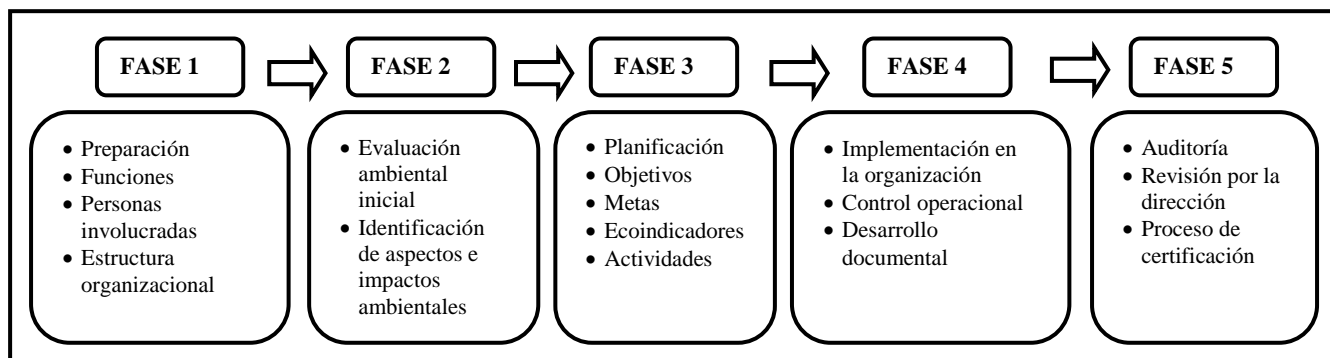 FASE 1
FASE 2
FASE 3
FASE 4
FASE 5
• Preparación
• Funciones
• Personas
involucradas
• Estructura
organizacional
• Evaluación
ambiental
inicial
• Identificación
de aspectos e
impactos
ambientales
• Planificación
• Objetivos
• Metas
• Ecoindicadores
• Actividades
• Implementación en
la organización
• Control operacional
• Desarrollo
documental
• Auditoría
• Revisión por la
dirección
• Proceso de
certificación